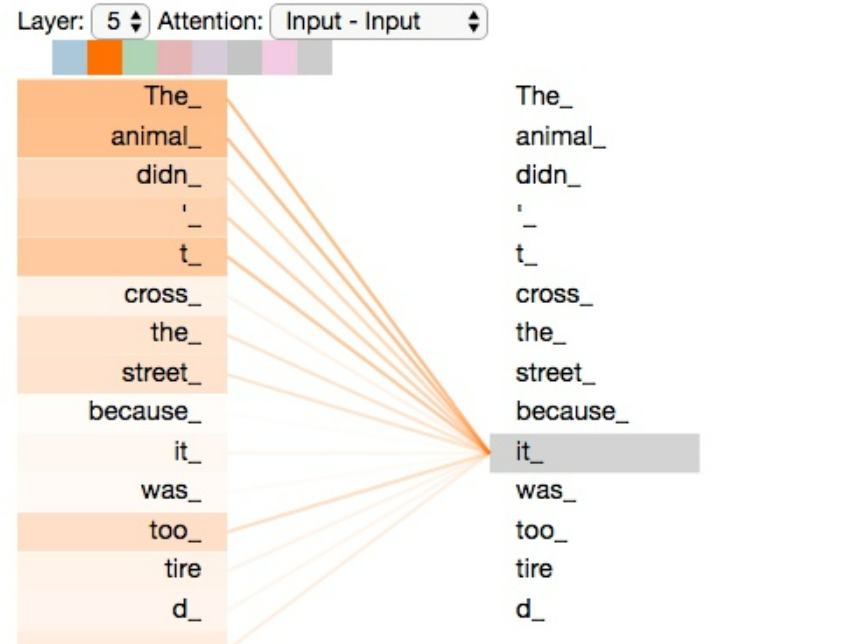 Layer: 5 Attention: Input - Input
The_ The_
animal_ animal_
didn_ didn_
'_ '_
t_ t_
cross_ cross_
the_ the_
street_ street_
because_ because_
it_ it_
was_ was_
too_ too_
tire tire
d_ d_